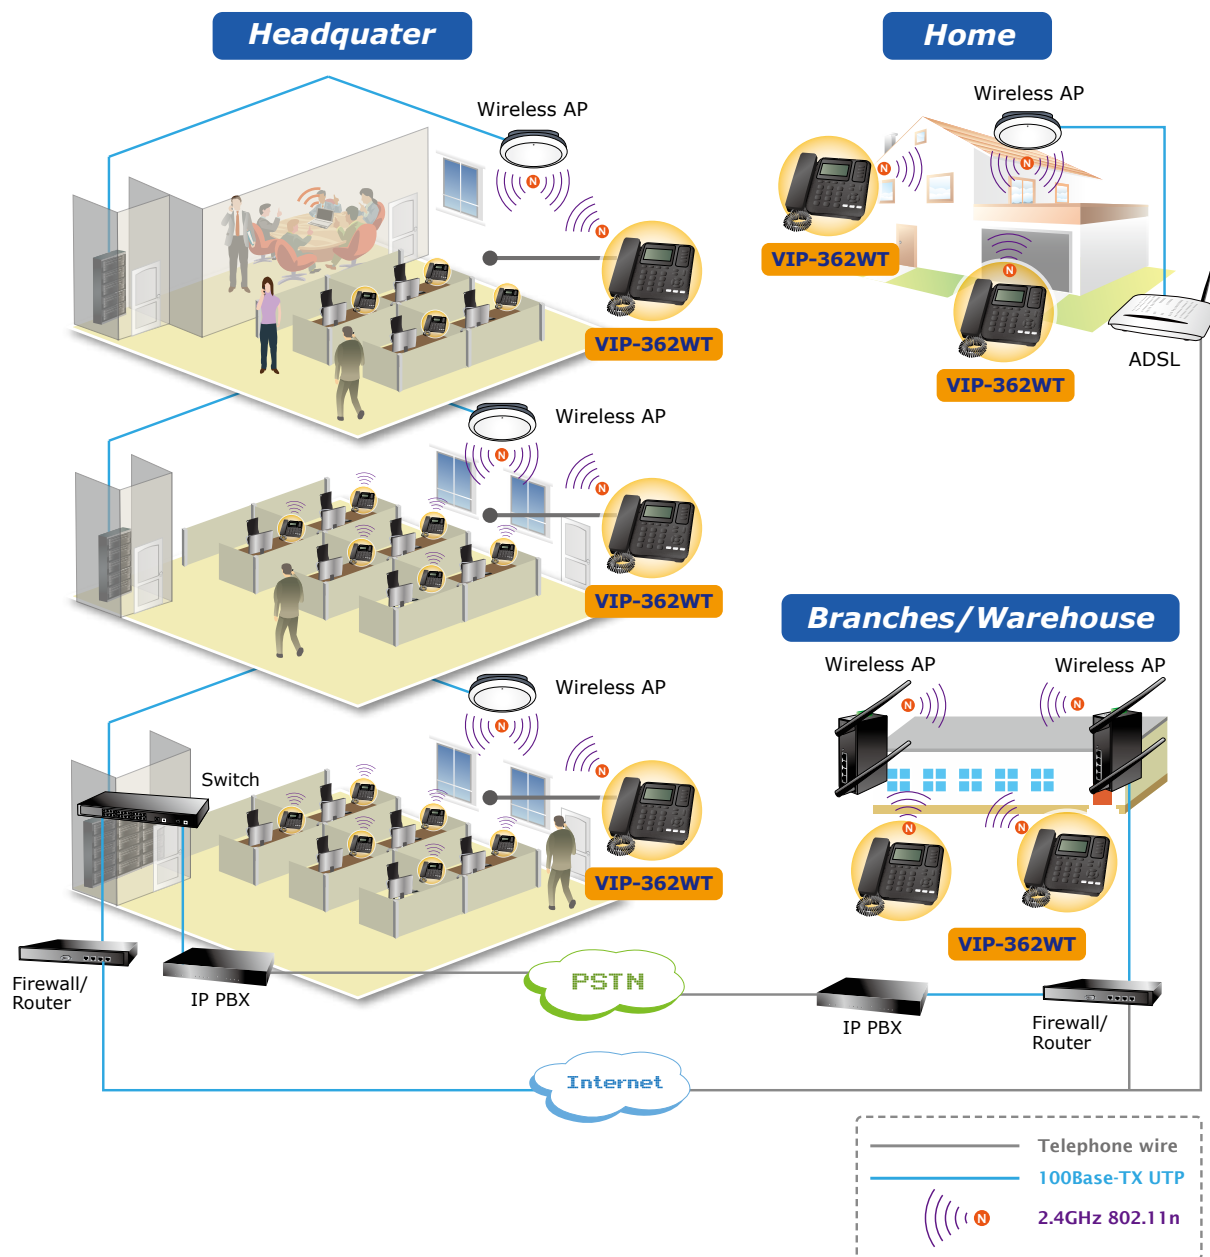 Headquater
Wireless AP
N
N
VIP-362WT
Wireless AP
N
N
VIP-362WT
Wireless AP
N
N
VIP-362WT
Switch
Firewall/
Router
IP PBX
PSTN
Internet
Home
Wireless AP
N
N
VIP-362WT
N
VIP-362WT
ADSL
Branches/Warehouse
Wireless AP
Wireless AP
N
N
N
N
VIP-362WT
IP PBX
Firewall/
Router
Telephone wire
100Base-TX UTP
N
2.4GHz 802.11n